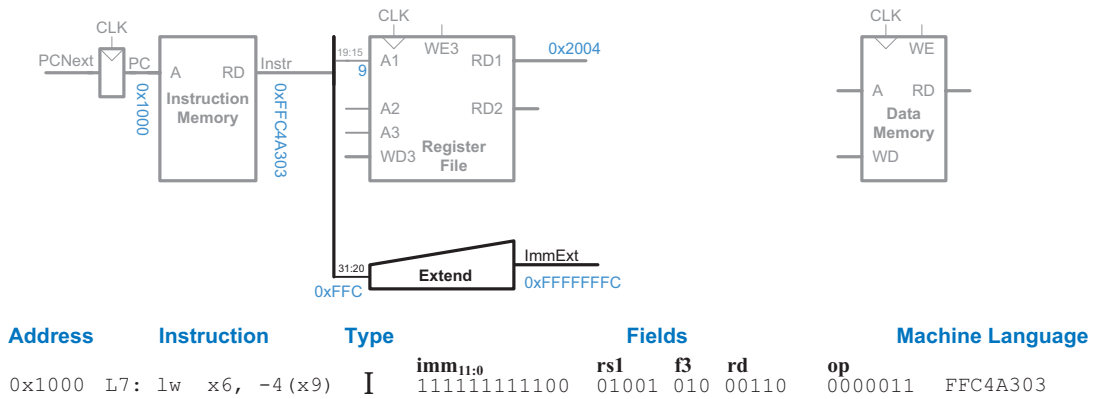 CLK CLK CLK
PCNext PC A RD Instr 19:15 A1 WE3 RD1 0x2004 WE
9
0x1000 Instruction Memory 0xFFC4A303 A2 RD2 A RD
A3 Data Memory
WD3 Register File WD
ImmExt
31:20 Extend
0xFFC 0xFFFFFFFC
Address Instruction Type Fields Machine Language
imm11:0 rs1 f3 rd op
0x1000 L7: lw x6, -4(x9) I 111111111100 01001 010 00110 0000011 FFC4A303